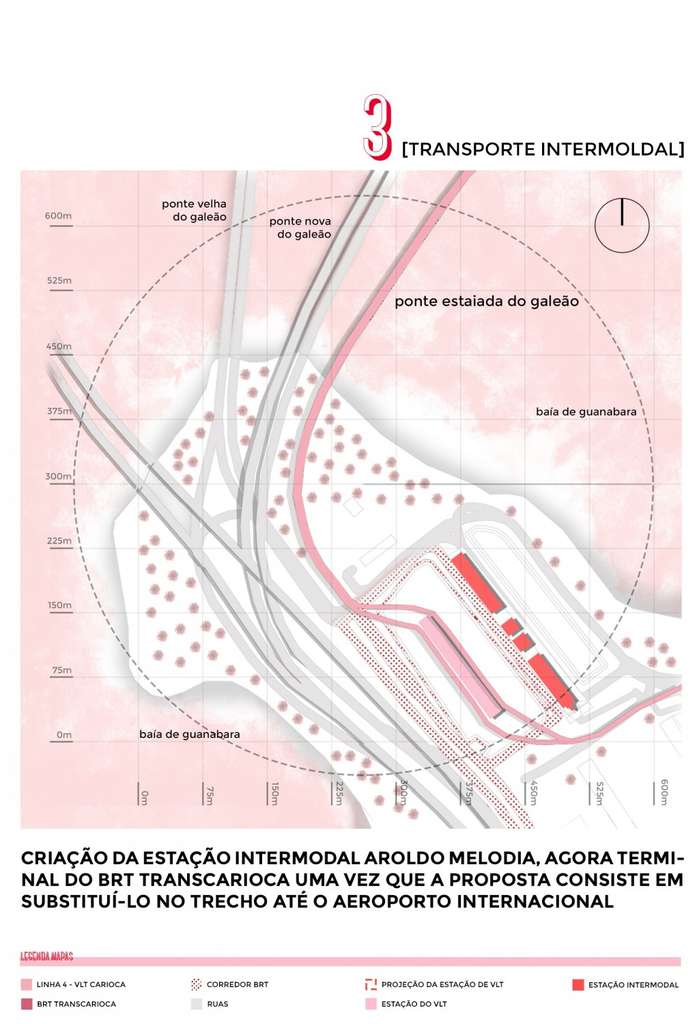 3 [TRANSPORTE INTERMOLDAL]
ponte velha
do galeão
ponte nova
do galeão
ponte estaiada do galeão
baía de guanabara
baía de guanabara
600m
525m
450m
375m
300m
225m
150m
75m
0m
0m
75m
150m
225m
300m
375m
450m
525m
600m
CRIAÇÃO DA ESTAÇÃO INTERMODAL AROLDO MELODIA, AGORA TERMI-
NAL DO BRT TRANSCARIOCA UMA VEZ QUE A PROPOSTA CONSISTE EM
SUBSTITUÍ-LO NO TRECHO ATÉ O AEROPORTO INTERNACIONAL
LEGENDA MAPAS
LINHA 4 - VLT CARIOCA
CORREDOR BRT
PROJEÇÃO DA ESTAÇÃO DE VLT
ESTAÇÃO INTERMODAL
BRT TRANSCARIOCA
RUAS
ESTAÇÃO DO VLT